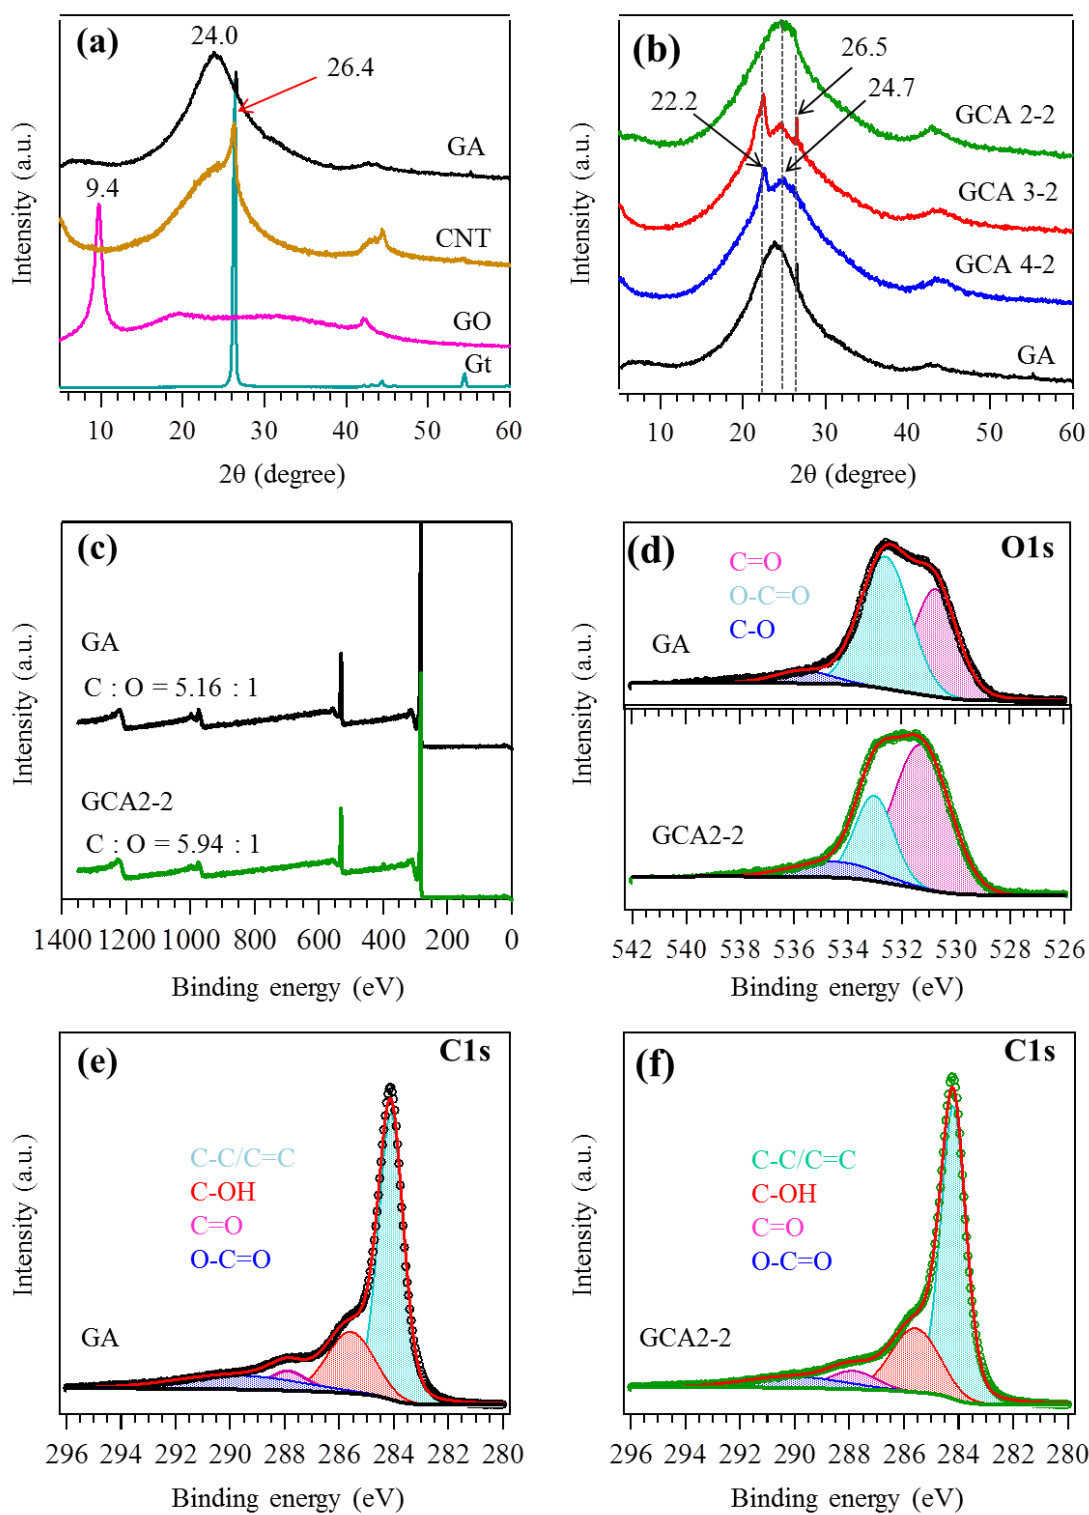 (a)
24.0
26.4
GA
9.4
CNT
GO
Gt
Intensity (a.u.)
10 20 30 40 50 60
2θ (degree)
(b)
26.5
24.7
22.2
GCA 2-2
GCA 3-2
GCA 4-2
GA
Intensity (a.u.)
10 20 30 40 50 60
2θ (degree)
(c)
GA
C : O = 5.16 : 1
GCA2-2
C : O = 5.94 : 1
Intensity (a.u.)
1400 1200 1000 800 600 400 200 0
Binding energy (eV)
(d)
O1s
C=O
O-C=O
C-O
GA
GCA2-2
Intensity (a.u.)
542 540 538 536 534 532 530 528 526
Binding energy (eV)
(e)
C1s
C-C/C=C
C-OH
C=O
O-C=O
GA
Intensity (a.u.)
296 294 292 290 288 286 284 282 280
Binding energy (eV)
(f)
C1s
C-C/C=C
C-OH
C=O
O-C=O
GCA2-2
Intensity (a.u.)
296 294 292 290 288 286 284 282 280
Binding energy (eV)